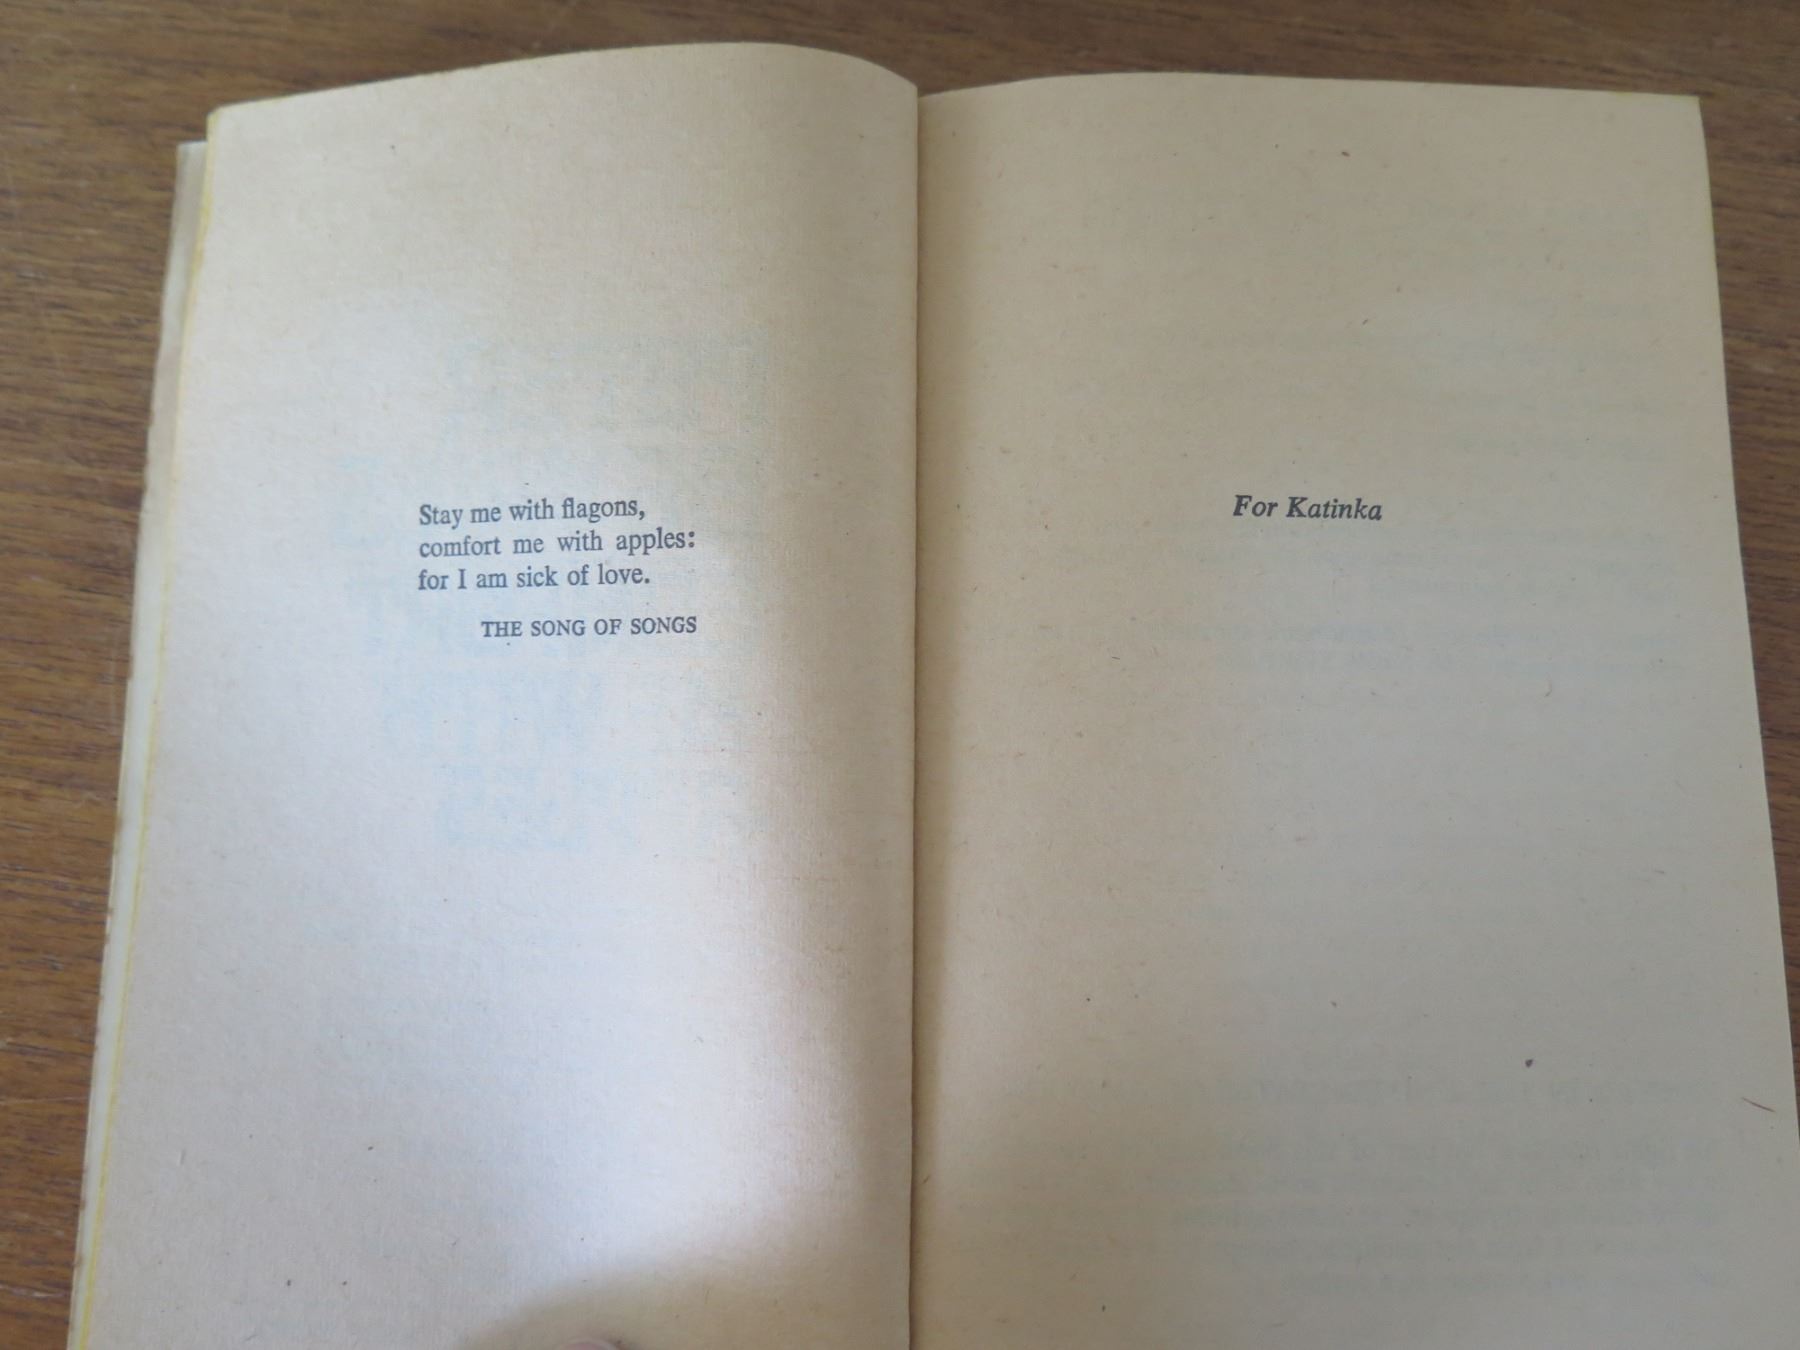 Stay me with flagons,
comfort me with apples:
for I am sick of love.
THE SONG OF SONGS
For Katinka